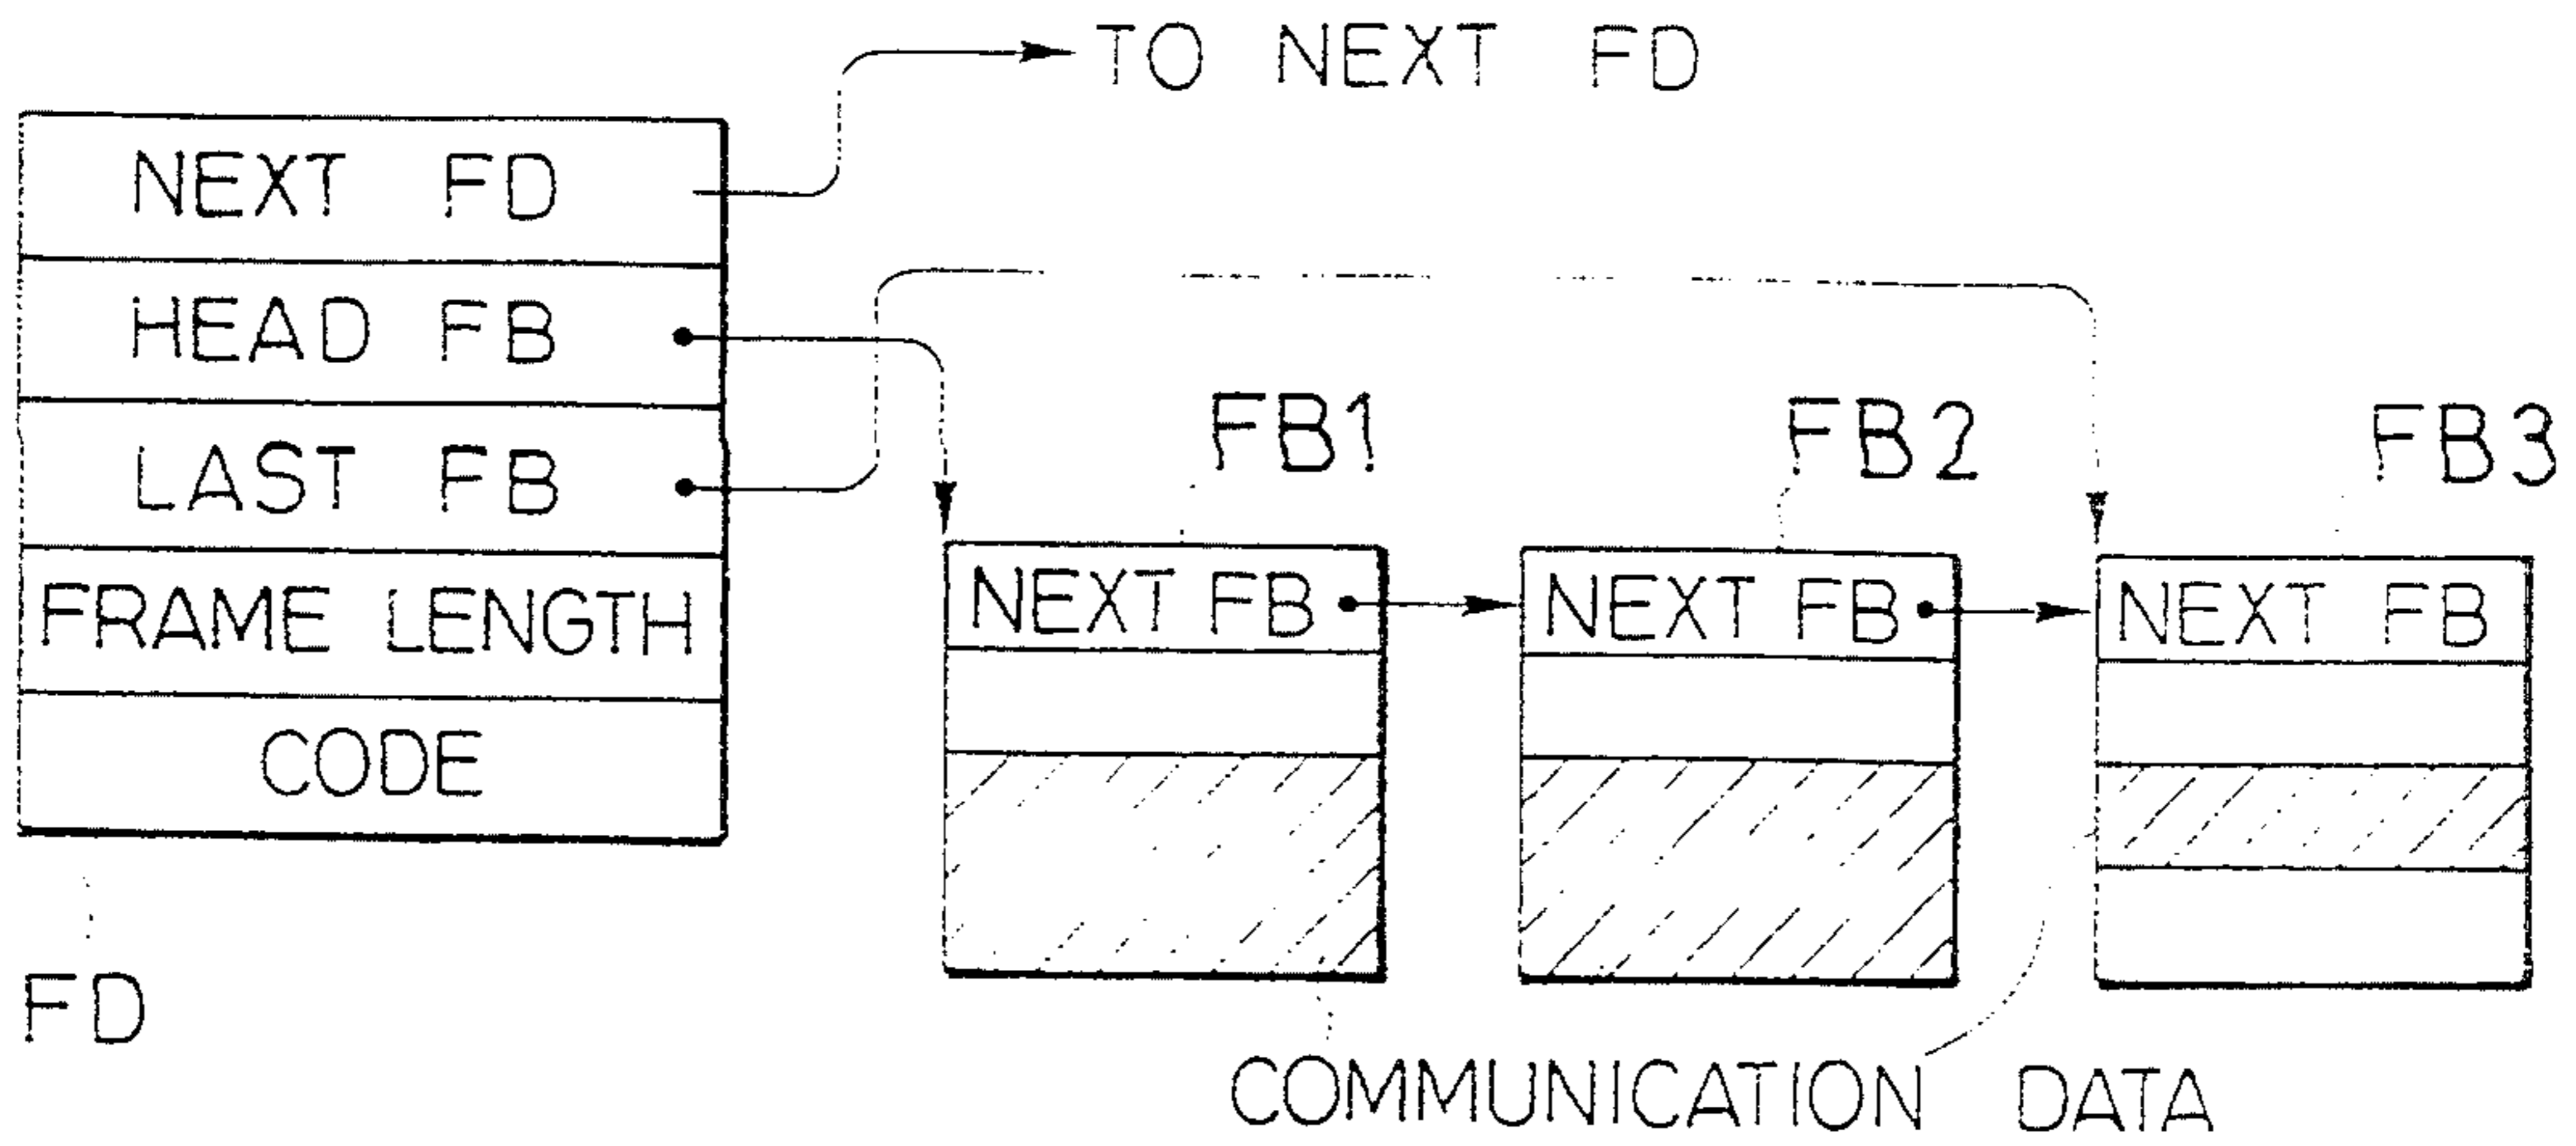 TO NEXT FD
NEXT FD
HEAD FB
LAST FB
FRAME LENGTH
CODE
FD
FB1
FB2
FB3
NEXT FB
NEXT FB
NEXT FB
COMMUNICATION DATA